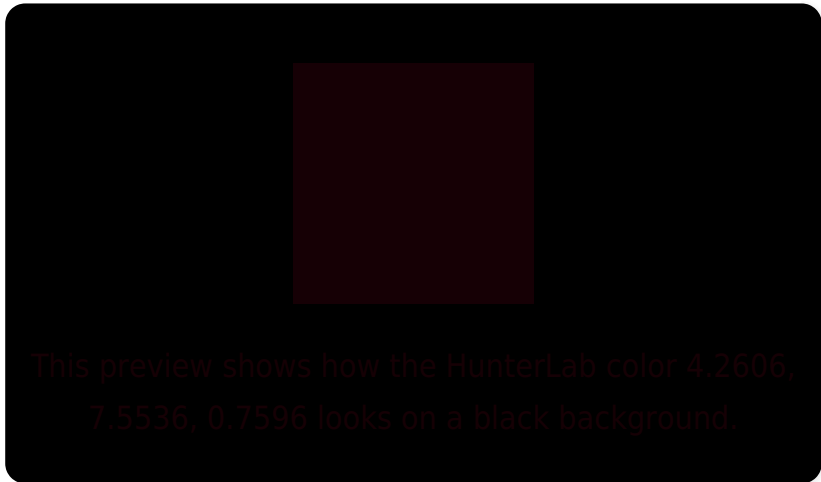 This preview shows how the HunterLab color 4.2606,
7.5536, 0.7596 looks on a black background.